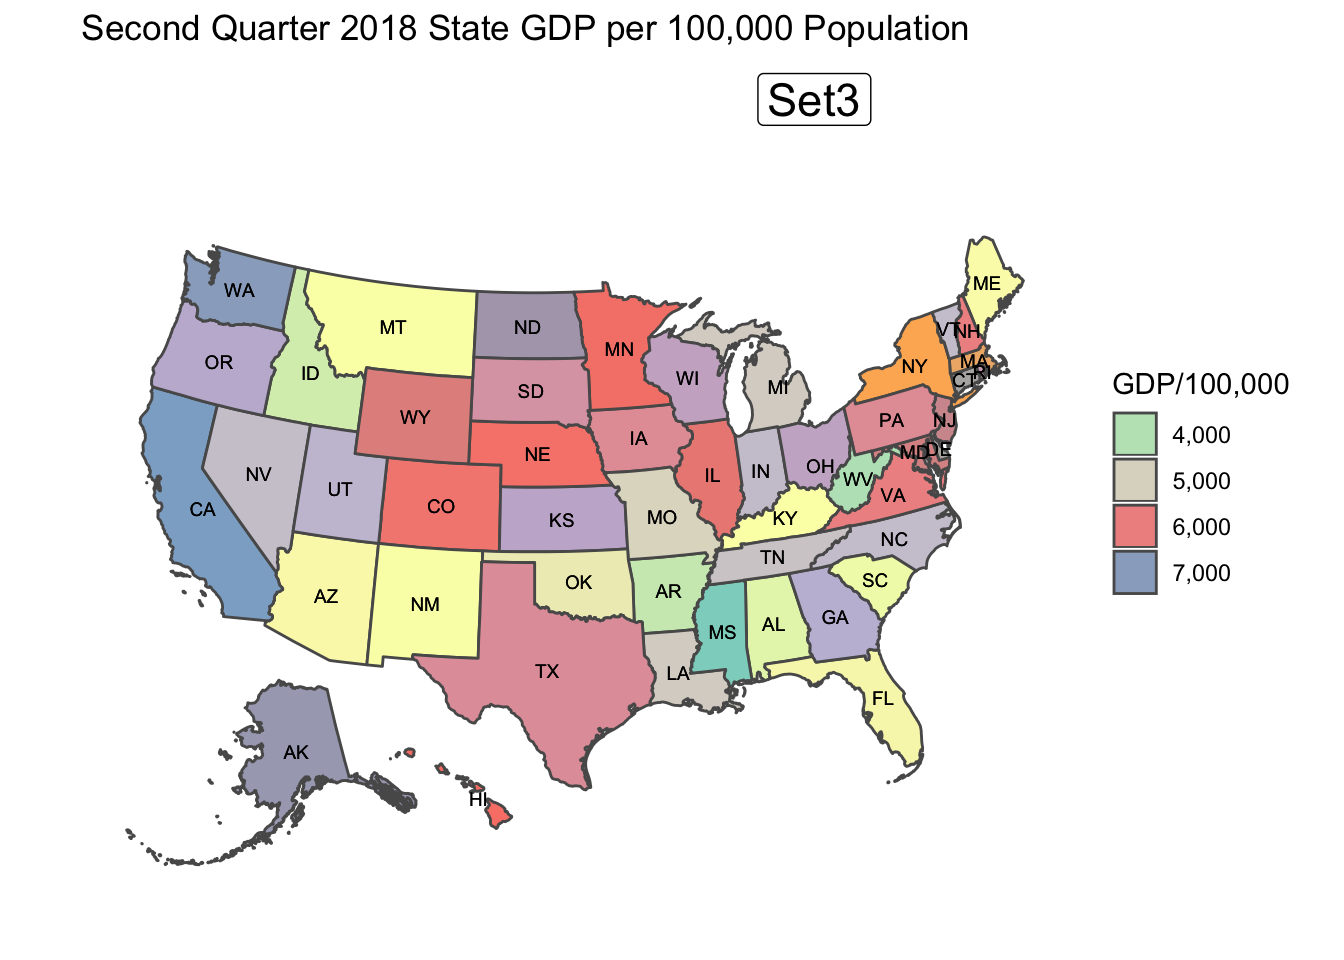 Second Quarter 2018 State GDP per 100,000 Population
Set3
ME
WA
MT
ND
VT
NH
MN
OR
ID
SD
WI
MI
NY
MA
RI
CT
GDP/100,000
WY
IA
PA
NJ
4,000
NE
MD
DE
NV
UT
CO
IL
IN
OH
WV
5,000
CA
KS
MO
KY
VA
6,000
TN
NC
AZ
NM
OK
AR
SC
7,000
MS
AL
GA
TX
LA
FL
AK
HI